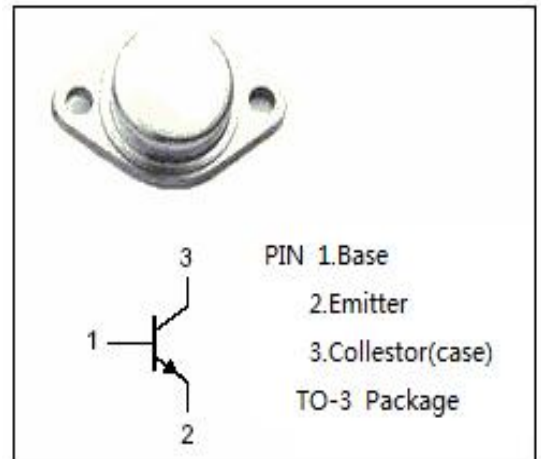 3
1
2
PIN 1.Base
2.Emitter
3.Collestor(case)
TO-3 Package